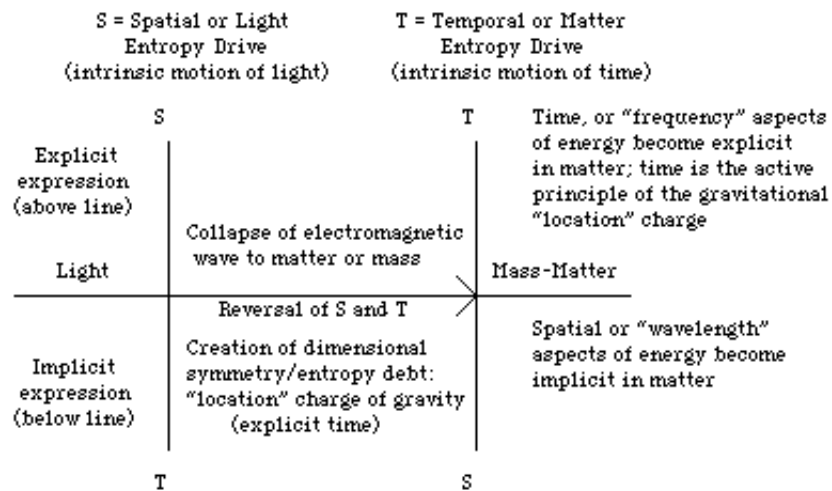 S = Spatial or Light
Entropy Drive
(intrinsic motion of light)
T = Temporal or Matter
Entropy Drive
(intrinsic motion of time)
S
T
Time, or “frequency” aspects
of energy become explicit
in matter; time is the active
principle of the gravitational
“location” charge
Explicit
expression
(above line)
Collapse of electromagnetic
wave to matter or mass
Light
Mass-Matter
Reversal of S and T
Implicit
expression
(below line)
Creation of dimensional
symmetry/entropy debt:
“location” charge of gravity
(explicit time)
Spatial or “wavelength”
aspects of energy become
implicit in matter
T
S